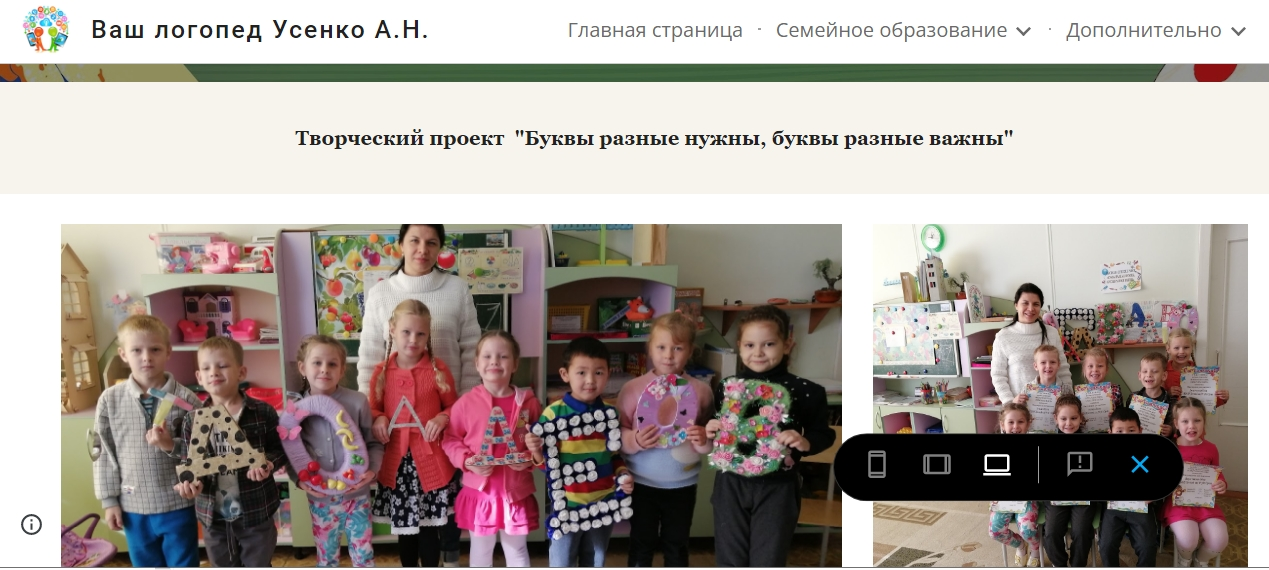 Ваш логопед Усенко А.Н.
Главная страница · Семейное образование · Дополнительно
Творческий проект "Буквы разные нужны, буквы разные важны"